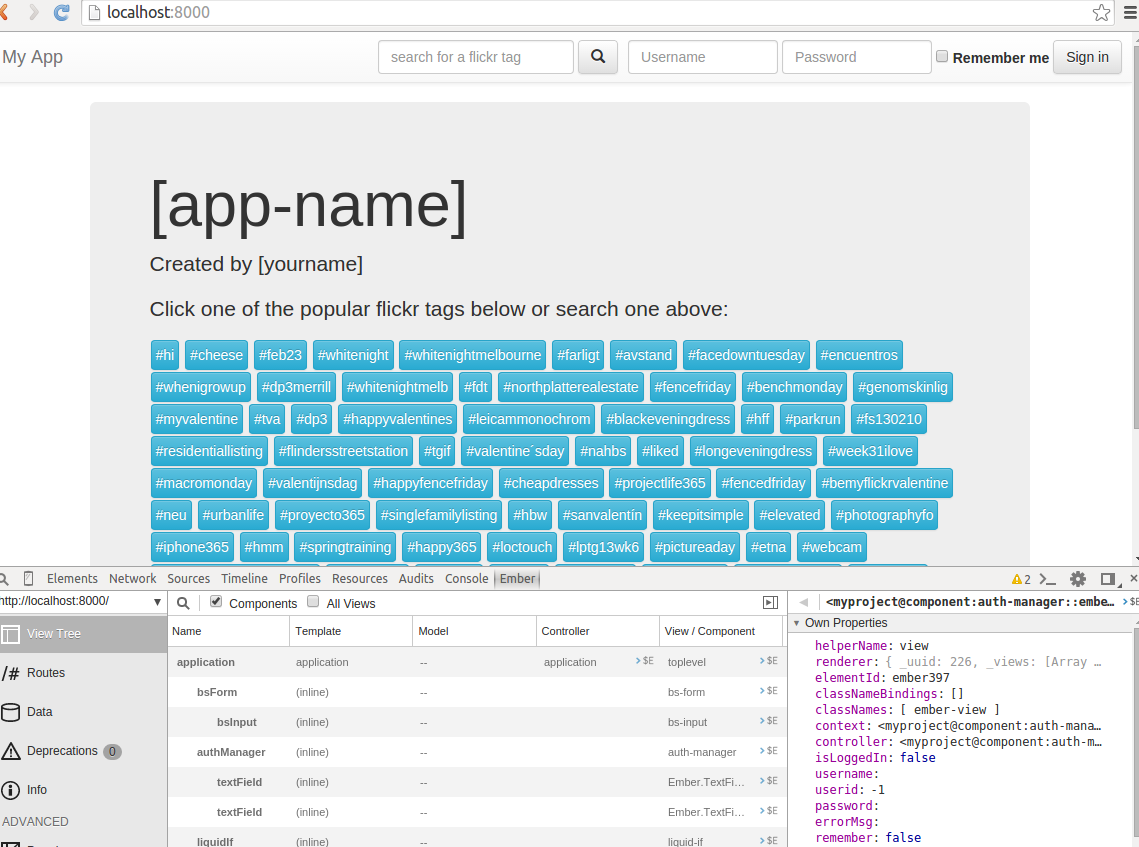 localhost:8000
My App search for a flickr tag Username Password Remember me Sign in
[app-name]
Created by [yourname]
Click one of the popular flickr tags below or search one above:
#hi #cheese #feb23 #whitenight #whitenightmelbourne #farligt #avstand #facedowntuesday #encuentros
#whenigrowup #dp3merrill #whitenightmelb #fdt #northplatterealestate #fencefriday #benchmonday #genomskinlig
#myvalentine #tva #dp3 #happyvalentines #leicammonochrom #blackeveningdress #hff #parkrun #fs130210
#residentiallisting #flindersstreetstation #tgif #valentine´sday #nahbs #liked #longeveningdress #week31ilove
#macromonday #valentijnsdag #happyfencefriday #cheapdresses #projectlife365 #fencedfriday #bemyflickrvalentine
#neu #urbanlife #proyecto365 #singlefamilylisting #hbw #sanvalentín #keepitsimple #elevated #photographyfo
#iphone365 #hmm #springtraining #happy365 #loctouch #lptg13wk6 #pictureaday #etna #webcam
Elements Network Sources Timeline Profiles Resources Audits Console Ember 2
http://localhost:8000/ Components All Views <myproject@component:auth-manager::embe… $E
View Tree
Routes
Data
Deprecations 0
Info
ADVANCED
Name Template Model Controller View / Component
application application -- application $E toplevel $E
bsForm (inline) -- bs-form $E
bsInput (inline) -- bs-input $E
authManager (inline) -- auth-manager $E
textField (inline) -- Ember.TextFi… $E
textField (inline) -- Ember.TextFi… $E
liquidIf (inline) -- liquid-if $E
Own Properties
helperName: view
renderer: { _uuid: 226, _views: [Array …
elementId: ember397
classNameBindings: []
classNames: [ ember-view ]
context: <myproject@component:auth-mana…
controller: <myproject@component:auth-m…
isLoggedIn: false
username:
userid: -1
password:
errorMsg:
remember: false